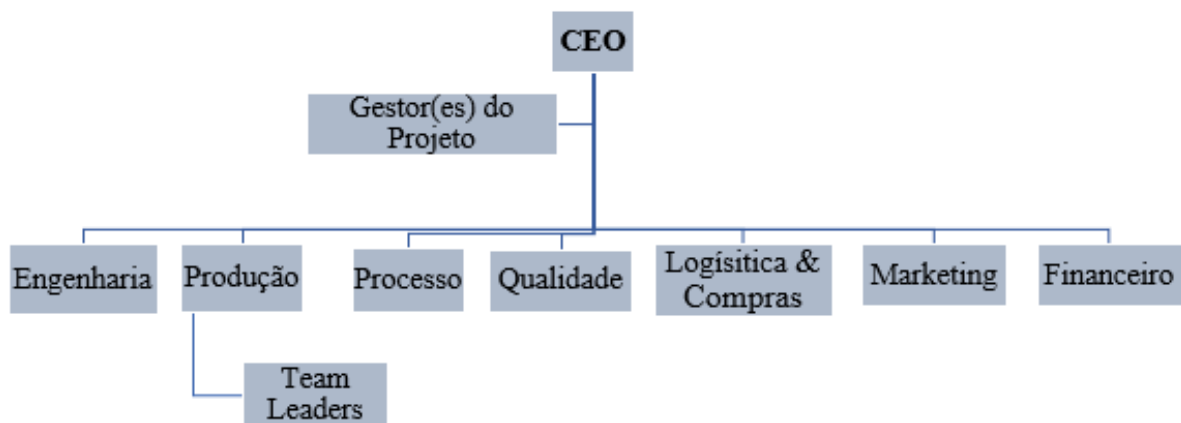 CEO
Gestor(es) do
Projeto
Engenharia
Produção
Processo
Qualidade
Logísitica &
Compras
Marketing
Financeiro
Team
Leaders